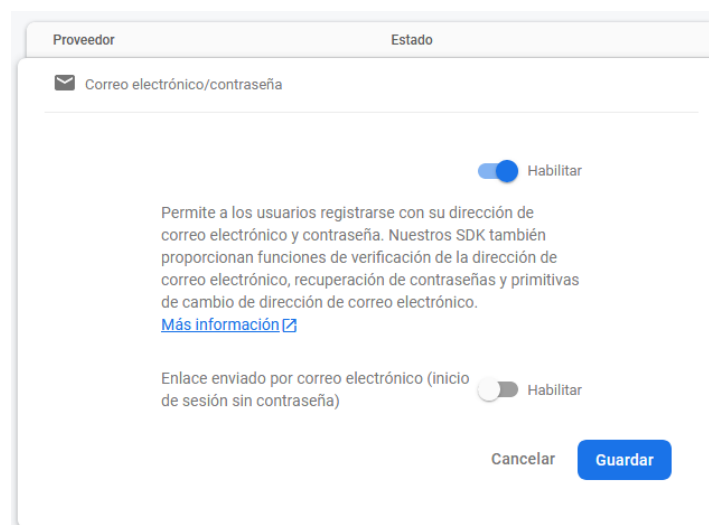 Proveedor Estado
Correo electrónico/contraseña
Habilitar
Permite a los usuarios registrarse con su dirección de
correo electrónico y contraseña. Nuestros SDK también
proporcionan funciones de verificación de la dirección de
correo electrónico, recuperación de contraseñas y primitivas
de cambio de dirección de correo electrónico.
Más información
Enlace enviado por correo electrónico (inicio
de sesión sin contraseña)
Habilitar
Cancelar Guardar